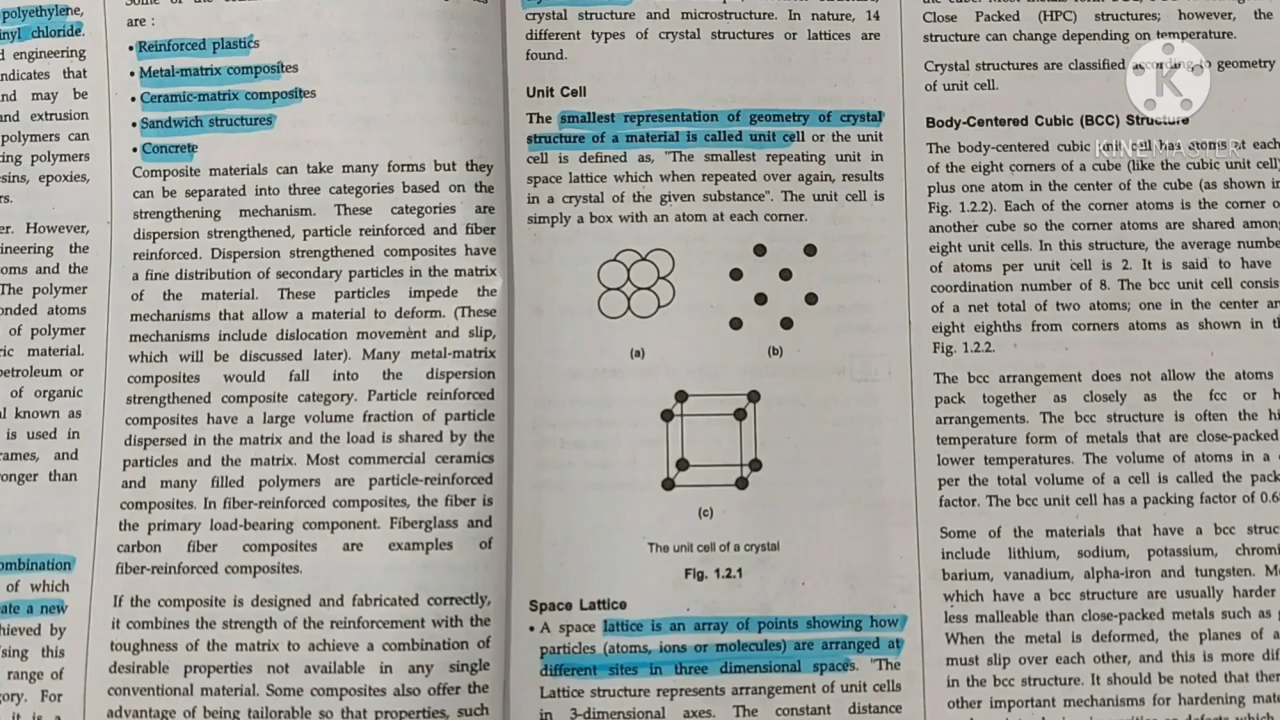 polyethylene,
inyl chloride.
engineering
ndicates that
nd may be
and extrusion
polymers can
ing polymers
esins, epoxies,
rs.
er. However,
ineering the
oms and the
The polymer
onded atoms
of polymer
ric material.
petroleum or
of organic
l known as
is used in
rames, and
onger than
ombination
of which
ate a new
hieved by
sing this
range of
ory. For
it is a
are :
• Reinforced plastics
• Metal-matrix composites
• Ceramic-matrix composites
• Sandwich structures
• Concrete
Composite materials can take many forms but they
can be separated into three categories based on the
strengthening mechanism. These categories are
dispersion strengthened, particle reinforced and fiber
reinforced. Dispersion strengthened composites have
a fine distribution of secondary particles in the matrix
of the material. These particles impede the
mechanisms that allow a material to deform. (These
mechanisms include dislocation movement and slip,
which will be discussed later). Many metal-matrix
composites would fall into the dispersion
strengthened composite category. Particle reinforced
composites have a large volume fraction of particle
dispersed in the matrix and the load is shared by the
particles and the matrix. Most commercial ceramics
and many filled polymers are particle-reinforced
composites. In fiber-reinforced composites, the fiber is
the primary load-bearing component. Fiberglass and
carbon fiber composites are examples of
fiber-reinforced composites.
If the composite is designed and fabricated correctly,
it combines the strength of the reinforcement with the
toughness of the matrix to achieve a combination of
desirable properties not available in any single
conventional material. Some composites also offer the
advantage of being tailorable so that properties, such
crystal structure and microstructure. In nature, 14
different types of crystal structures or lattices are
found.
Unit Cell
The smallest representation of geometry of crystal
structure of a material is called unit cell or the unit
cell is defined as, "The smallest repeating unit in
space lattice which when repeated over again, results
in a crystal of the given substance". The unit cell is
simply a box with an atom at each corner.
(a)
(b)
(c)
The unit cell of a crystal
Fig. 1.2.1
Space Lattice
• A space lattice is an array of points showing how
particles (atoms, ions or molecules) are arranged at
different sites in three dimensional spaces. "The
Lattice structure represents arrangement of unit cells
in 3-dimensional axes. The constant distance
Close Packed (HPC) structures; however, the
structure can change depending on temperature.
Crystal structures are classified according to geometry
of unit cell.
Body-Centered Cubic (BCC) Structure
The body-centered cubic unit cell has atoms at each
of the eight corners of a cube (like the cubic unit cell
plus one atom in the center of the cube (as shown in
Fig. 1.2.2). Each of the corner atoms is the corner o
another cube so the corner atoms are shared amon
eight unit cells. In this structure, the average numbe
of atoms per unit cell is 2. It is said to have
coordination number of 8. The bcc unit cell consis
of a net total of two atoms; one in the center an
eight eighths from corners atoms as shown in t
Fig. 1.2.2.
The bcc arrangement does not allow the atoms
pack together as closely as the fcc or h
arrangements. The bcc structure is often the hi
temperature form of metals that are close-packed
lower temperatures. The volume of atoms in a
per the total volume of a cell is called the pack
factor. The bcc unit cell has a packing factor of 0.6
Some of the materials that have a bcc struc
include lithium, sodium, potassium, chromi
barium, vanadium, alpha-iron and tungsten. M
which have a bcc structure are usually harder
less malleable than close-packed metals such as
When the metal is deformed, the planes of a
must slip over each other, and this is more dif
in the bcc structure. It should be noted that ther
other important mechanisms for hardening mat
K
KINEMASTER